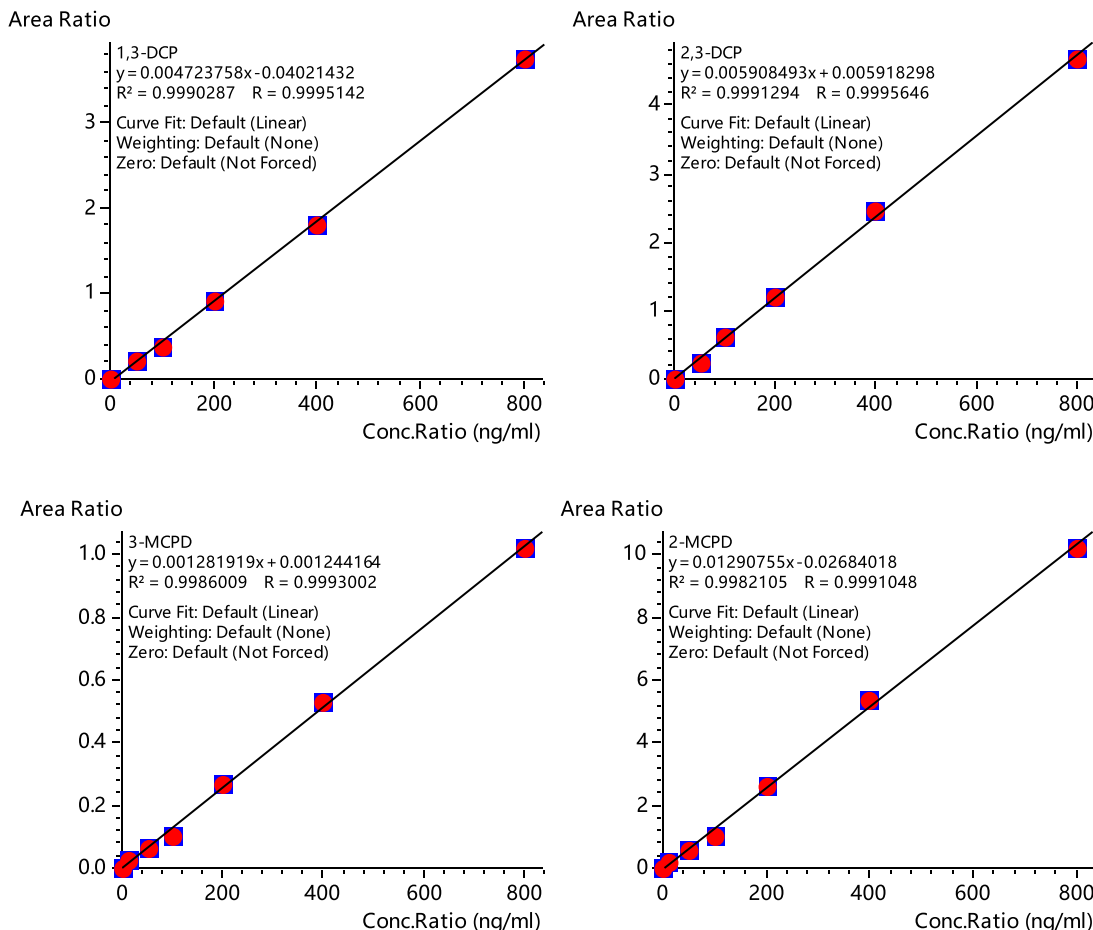 Area Ratio
1,3-DCP
y = 0.004723758x - 0.04021432
R² = 0.9990287 R = 0.9995142
Curve Fit: Default (Linear)
Weighting: Default (None)
Zero: Default (Not Forced)
3
2
1
0
0 200 400 600 800
Conc.Ratio (ng/ml)
Area Ratio
2,3-DCP
y = 0.005908493x + 0.005918298
R² = 0.9991294 R = 0.9995646
Curve Fit: Default (Linear)
Weighting: Default (None)
Zero: Default (Not Forced)
4
3
2
1
0
0 200 400 600 800
Conc.Ratio (ng/ml)
Area Ratio
3-MCPD
y = 0.001281919x + 0.001244164
R² = 0.9986009 R = 0.9993002
Curve Fit: Default (Linear)
Weighting: Default (None)
Zero: Default (Not Forced)
1.0
0.8
0.6
0.4
0.2
0.0
0 200 400 600 800
Conc.Ratio (ng/ml)
Area Ratio
2-MCPD
y = 0.01290755x - 0.02684018
R² = 0.9982105 R = 0.9991048
Curve Fit: Default (Linear)
Weighting: Default (None)
Zero: Default (Not Forced)
10
8
6
4
2
0
0 200 400 600 800
Conc.Ratio (ng/ml)